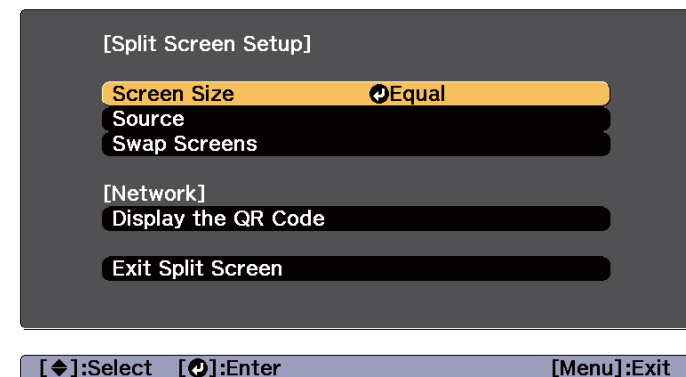 [Split Screen Setup]
Screen Size Equal
Source
Swap Screens
[Network]
Display the QR Code
Exit Split Screen
[ ]:Select [ ]:Enter [Menu]:Exit